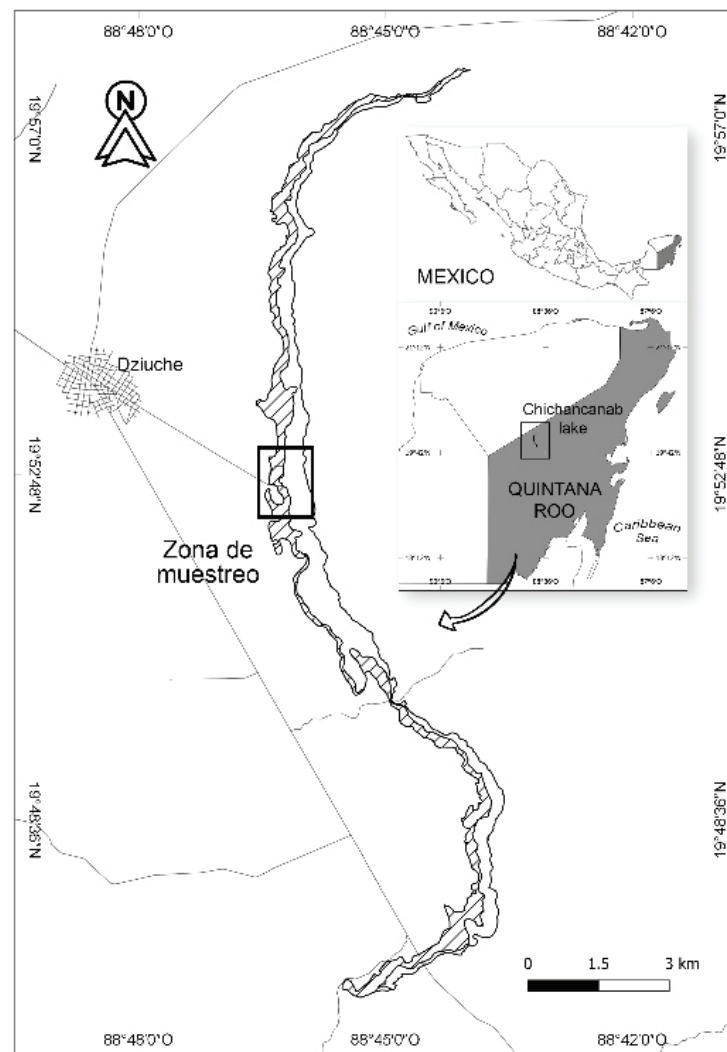 88°48'0"O
88°45'0"O
88°42'0"O
19°57'0"N
19°57'0"N
N
MEXICO
Gulf of Mexico
Dziuche
Chichancanab
lake
19°52'48"N
19°52'48"N
QUINTANA
ROO
Caribbean
Sea
Zona de
muestreo
19°48'36"N
19°48'36"N
0 1.5 3 km
88°48'0"O
88°45'0"O
88°42'0"O